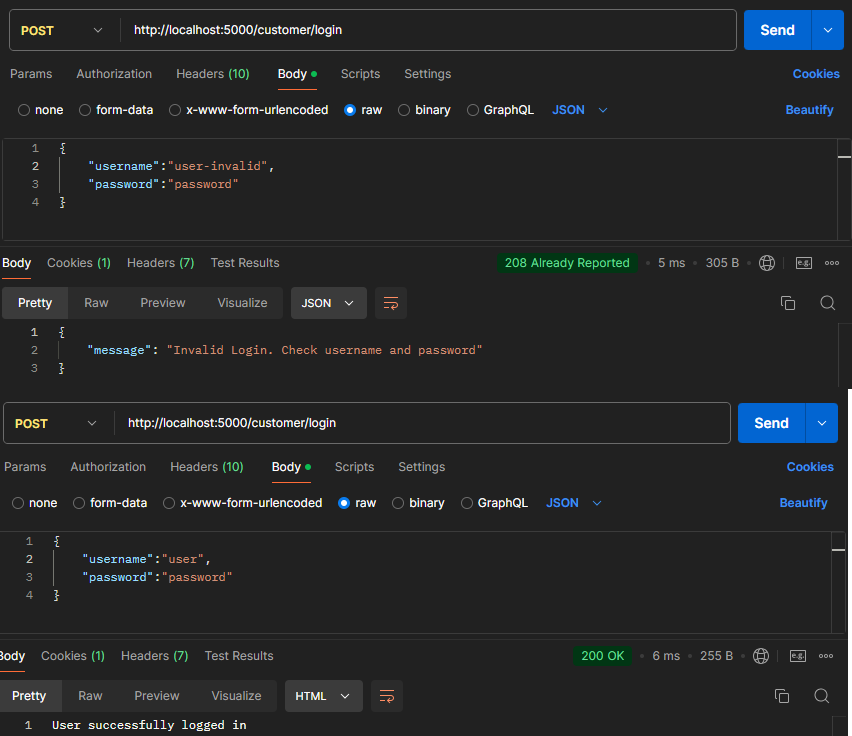 POST http://localhost:5000/customer/login Send
Params Authorization Headers (10) Body Scripts Settings Cookies
none form-data x-www-form-urlencoded raw binary GraphQL JSON Beautify
1 {
2 "username":"user-invalid",
3 "password":"password"
4 }
Body Cookies (1) Headers (7) Test Results 208 Already Reported 5 ms 305 B e.g.
Pretty Raw Preview Visualize JSON
1 {
2 "message": "Invalid Login. Check username and password"
3 }
POST http://localhost:5000/customer/login Send
Params Authorization Headers (10) Body Scripts Settings Cookies
none form-data x-www-form-urlencoded raw binary GraphQL JSON Beautify
1 {
2 "username":"user",
3 "password":"password"
4 }
Body Cookies (1) Headers (7) Test Results 200 OK 6 ms 255 B e.g.
Pretty Raw Preview Visualize HTML
1 User successfully logged in